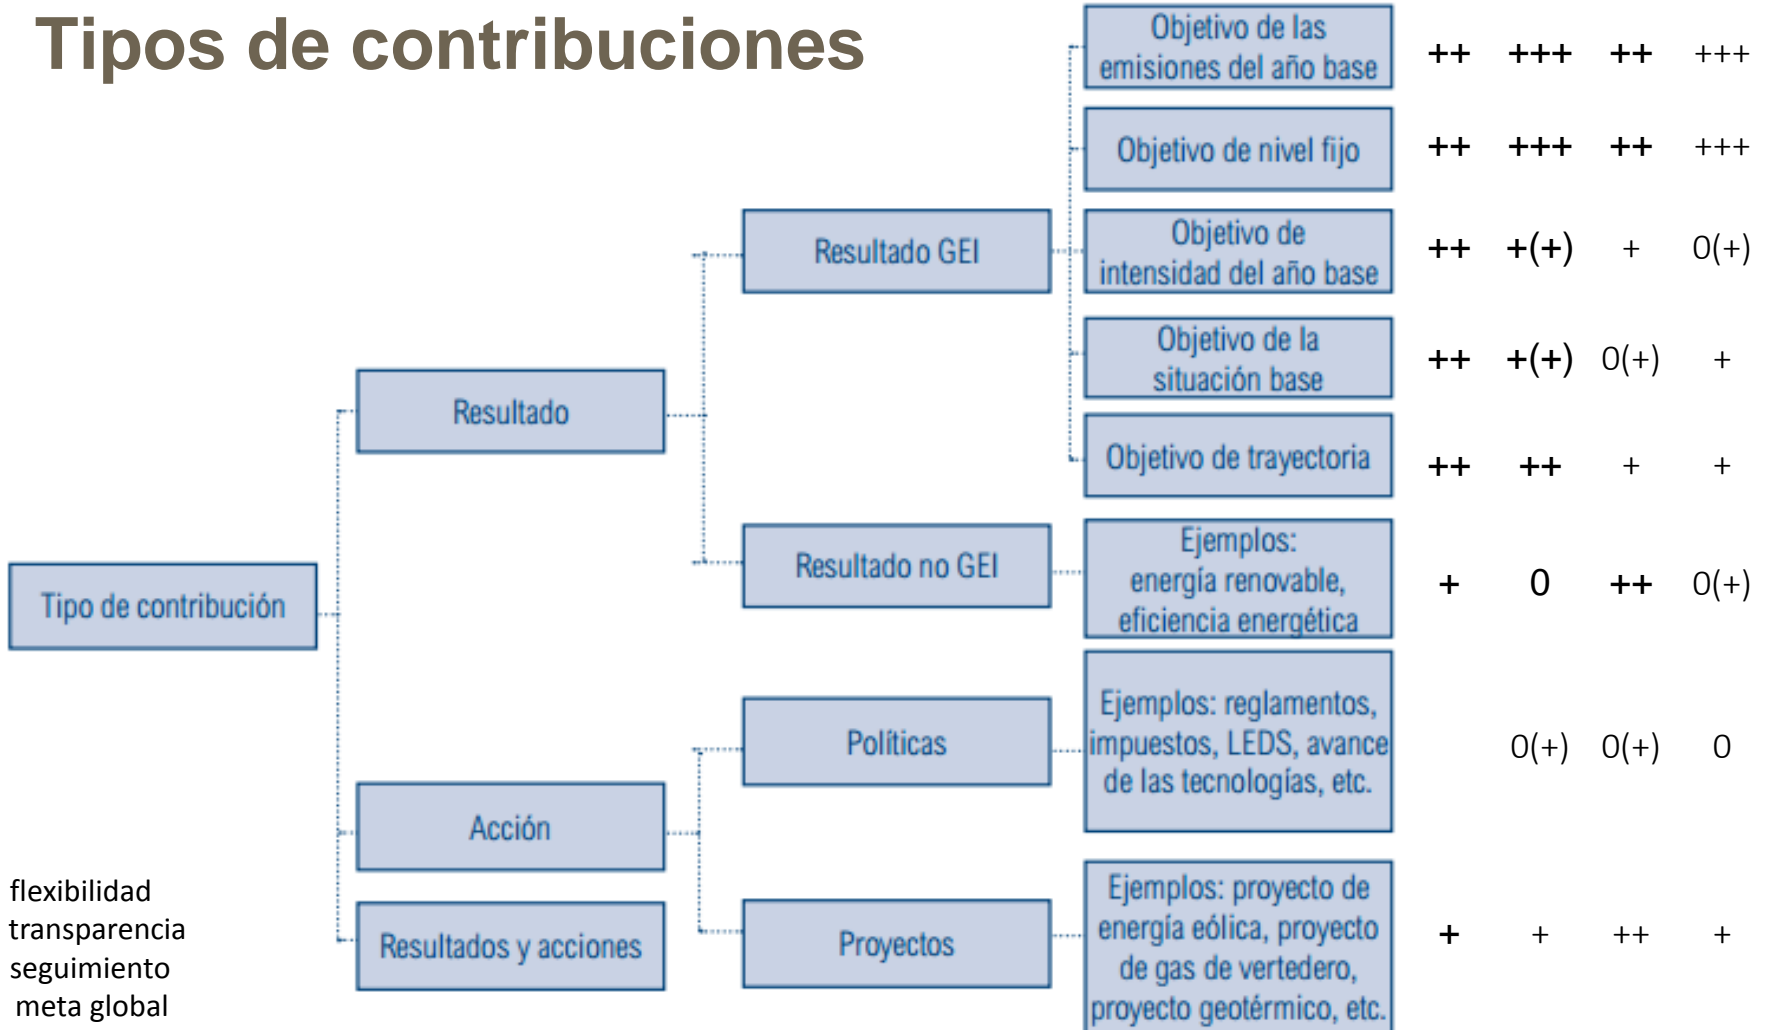 Tipos de contribuciones
Objetivo de las
emisiones del año base
++ +++ ++ +++
Objetivo de nivel fijo
++ +++ ++ +++
Resultado GEI
Objetivo de
intensidad del año base
++ +(+) + 0(+)
Objetivo de la
situación base
++ +(+) 0(+) +
Resultado
Objetivo de trayectoria
++ ++ + +
Resultado no GEI
Ejemplos:
energía renovable,
eficiencia energética
+ 0 ++ 0(+)
Tipo de contribución
Políticas
Ejemplos: reglamentos,
impuestos, LEDS, avance
de las tecnologías, etc.
0(+) 0(+) 0
Acción
Resultados y acciones
Proyectos
Ejemplos: proyecto de
energía eólica, proyecto
de gas de vertedero,
proyecto geotérmico, etc.
+ + ++ +
flexibilidad
transparencia
seguimiento
meta global